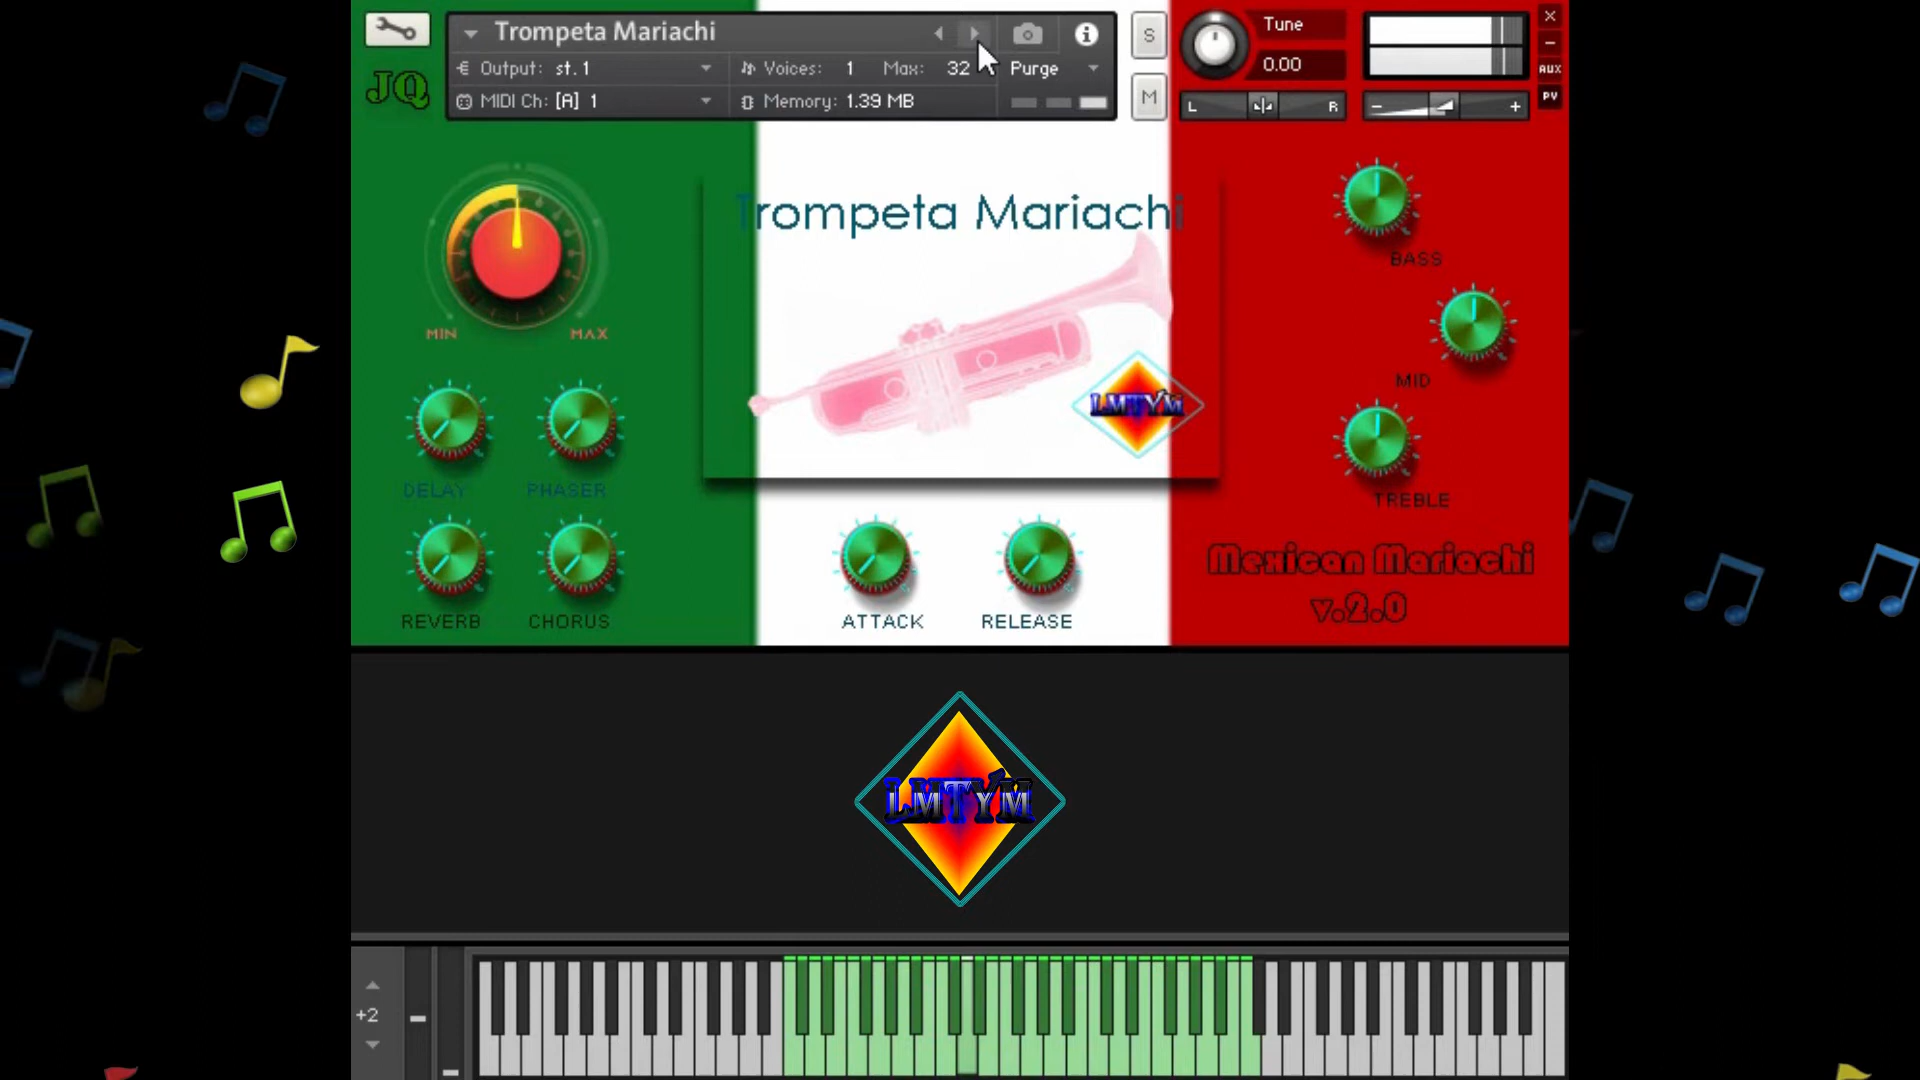 Trompeta Mariachi
S
Tune
Output: st.1
Voices: 1 Max: 32
Purge
0.00
AUX
JQ
MIDI Ch: [A] 1
Memory: 1.39 MB
M
L R
- +
PV
Trompeta Mariachi
BASS
MIN MAX
MID
LMTYM
DELAY PHASER
TREBLE
Mexican Mariachi
v.2.0
REVERB CHORUS
ATTACK RELEASE
LMTYM
+2